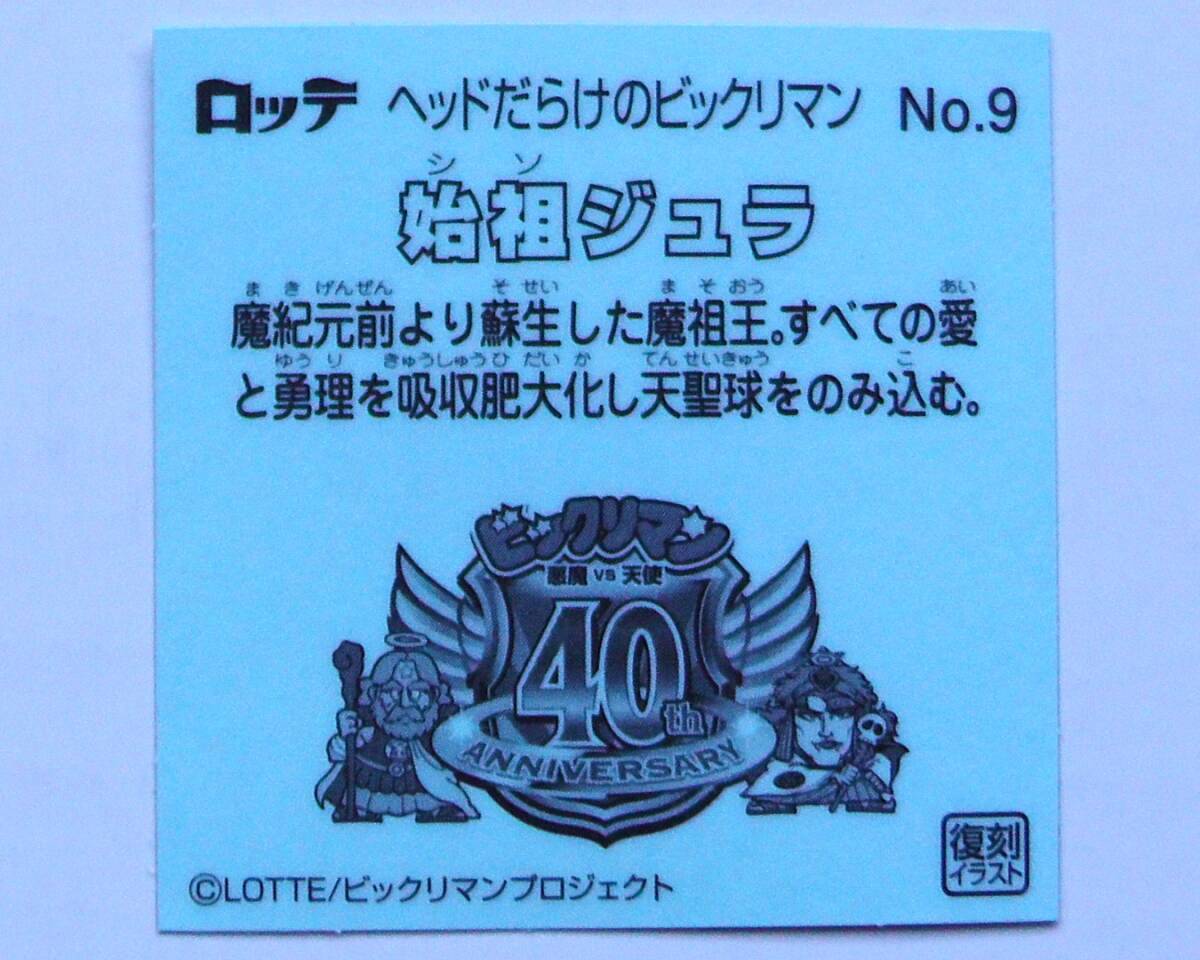 ロッテ ヘッドだらけのビックリマン No.9
シ ソ
始祖ジュラ
ま き げんぜん そ せい ま そ おう あい
魔紀元前より蘇生した魔祖王。すべての愛
ゆう り きゅうしゅう ひ だい か てん せいきゅう こ
と勇理を吸収肥大化し天聖球をのみ込む。
ビックリマン
悪魔 VS 天使
40th
ANNIVERSARY
復刻
イラスト
©LOTTE/ビックリマンプロジェクト